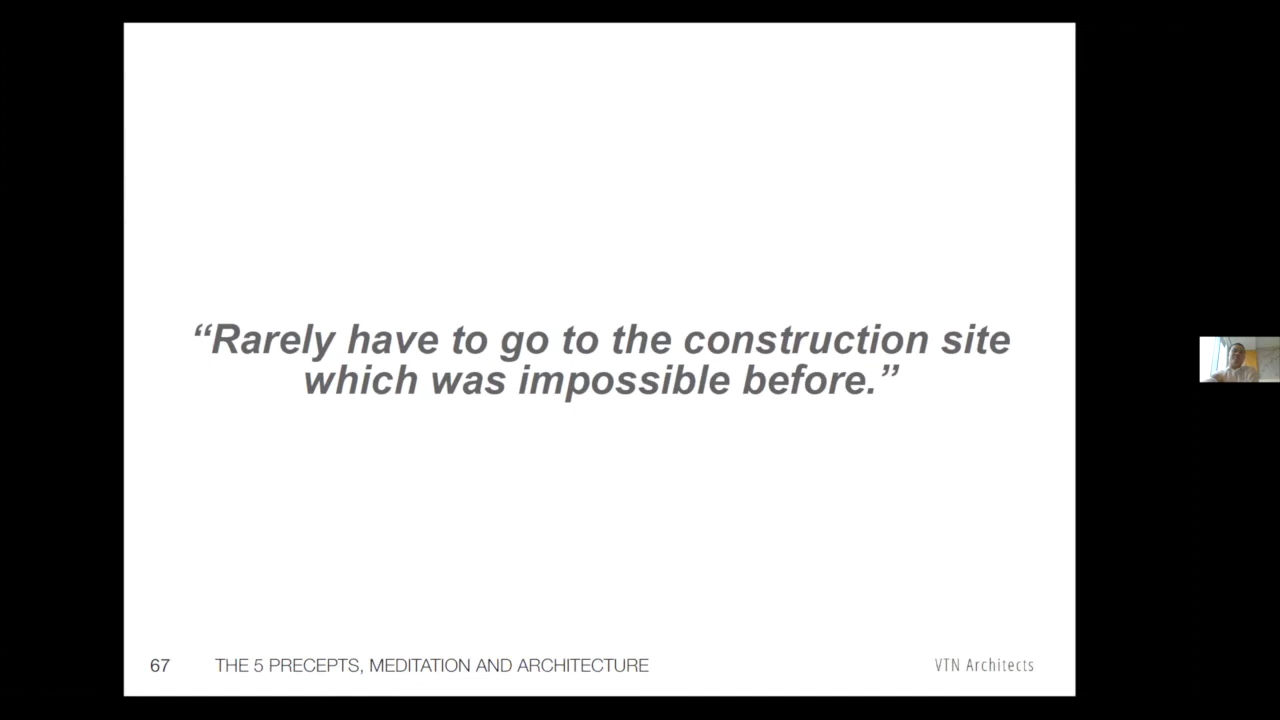 “Rarely have to go to the construction site
which was impossible before.”
67 THE 5 PRECEPTS, MEDITATION AND ARCHITECTURE VTN Architects